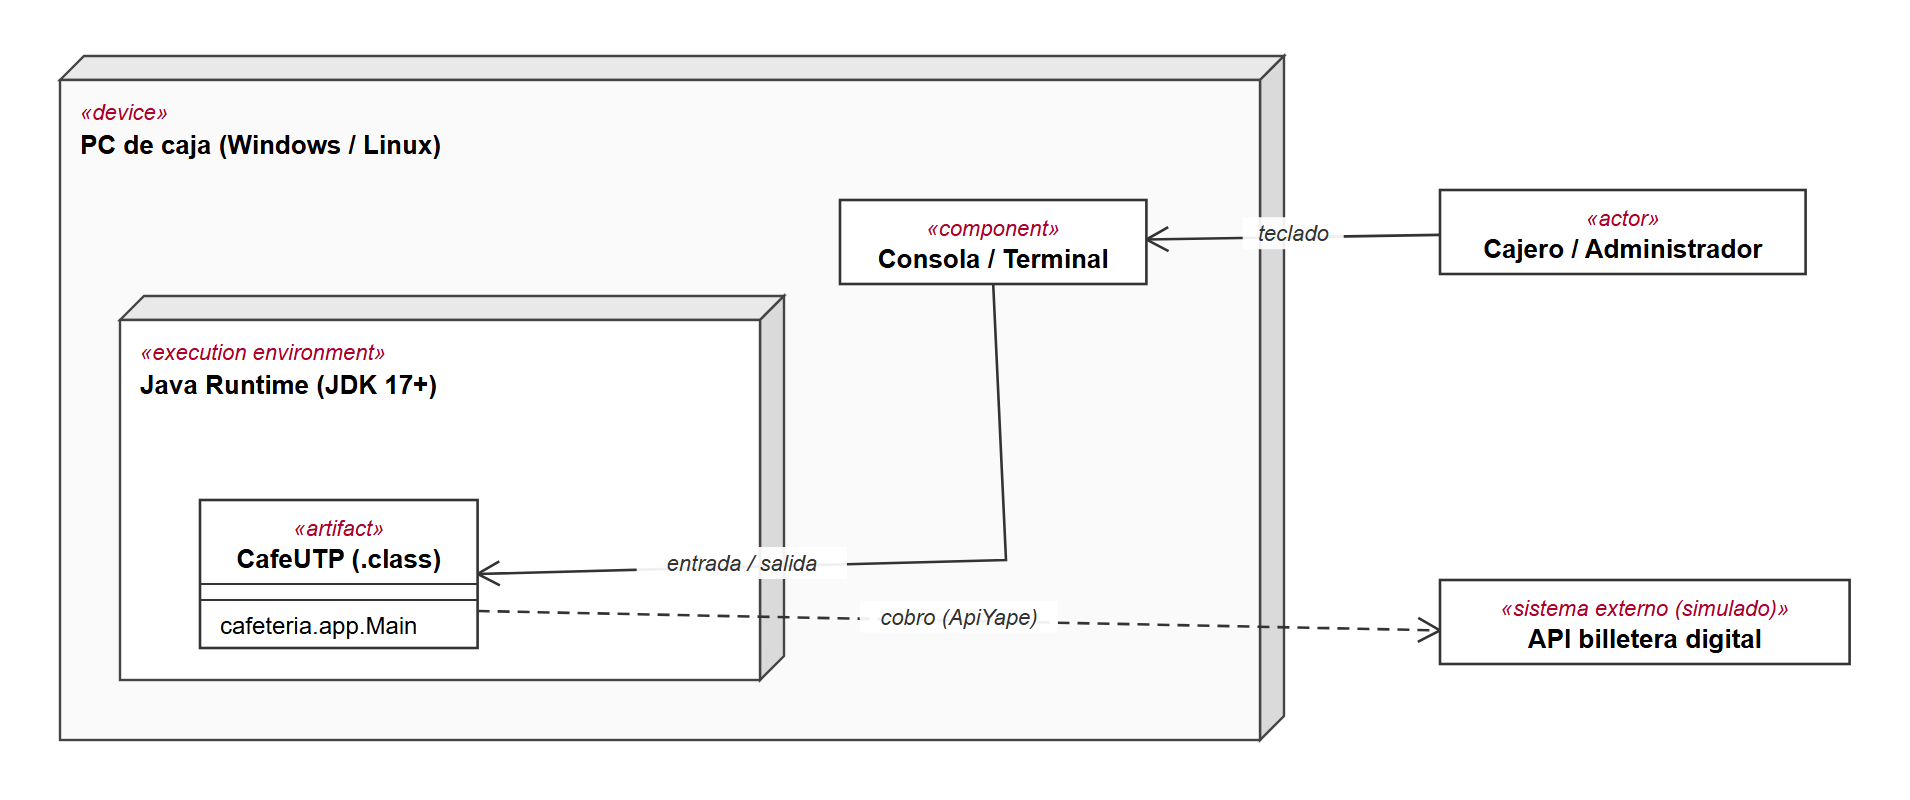 «device»
PC de caja (Windows / Linux)
«component»
Consola / Terminal
teclado
«actor»
Cajero / Administrador
«execution environment»
Java Runtime (JDK 17+)
«artifact»
CafeUTP (.class)
cafeteria.app.Main
entrada / salida
cobro (ApiYape)
«sistema externo (simulado)»
API billetera digital